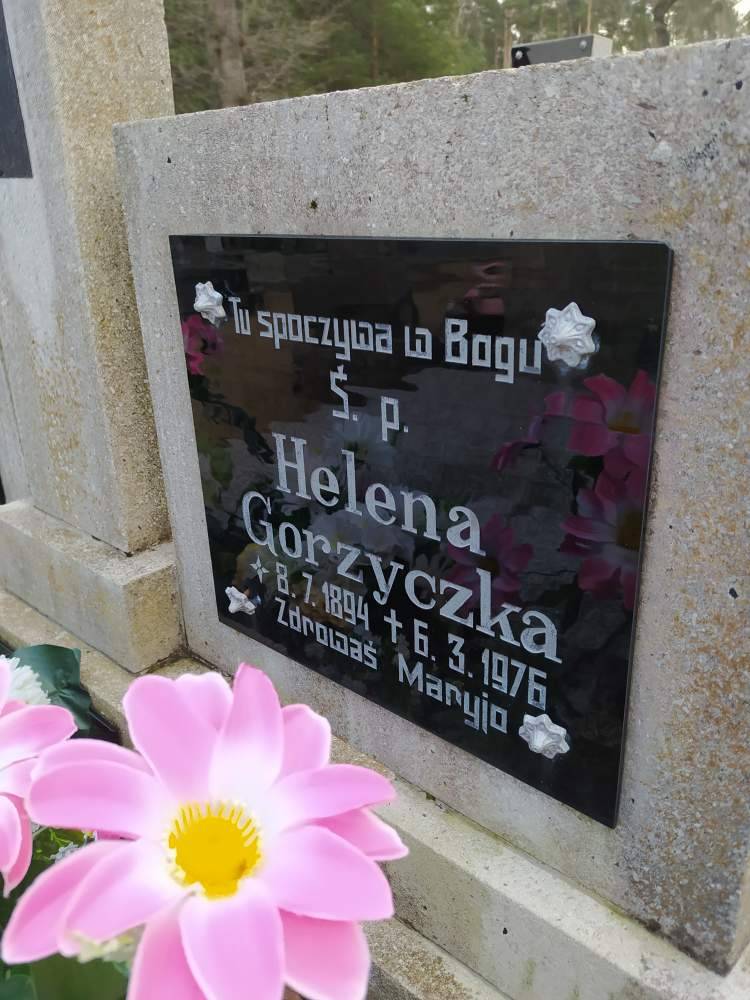 Tu spoczywa w Bogu
Ś. p.
Helena
Gorzyczka
* 8. 7. 1894 † 6. 3. 1976
Zdrowaś Maryjo